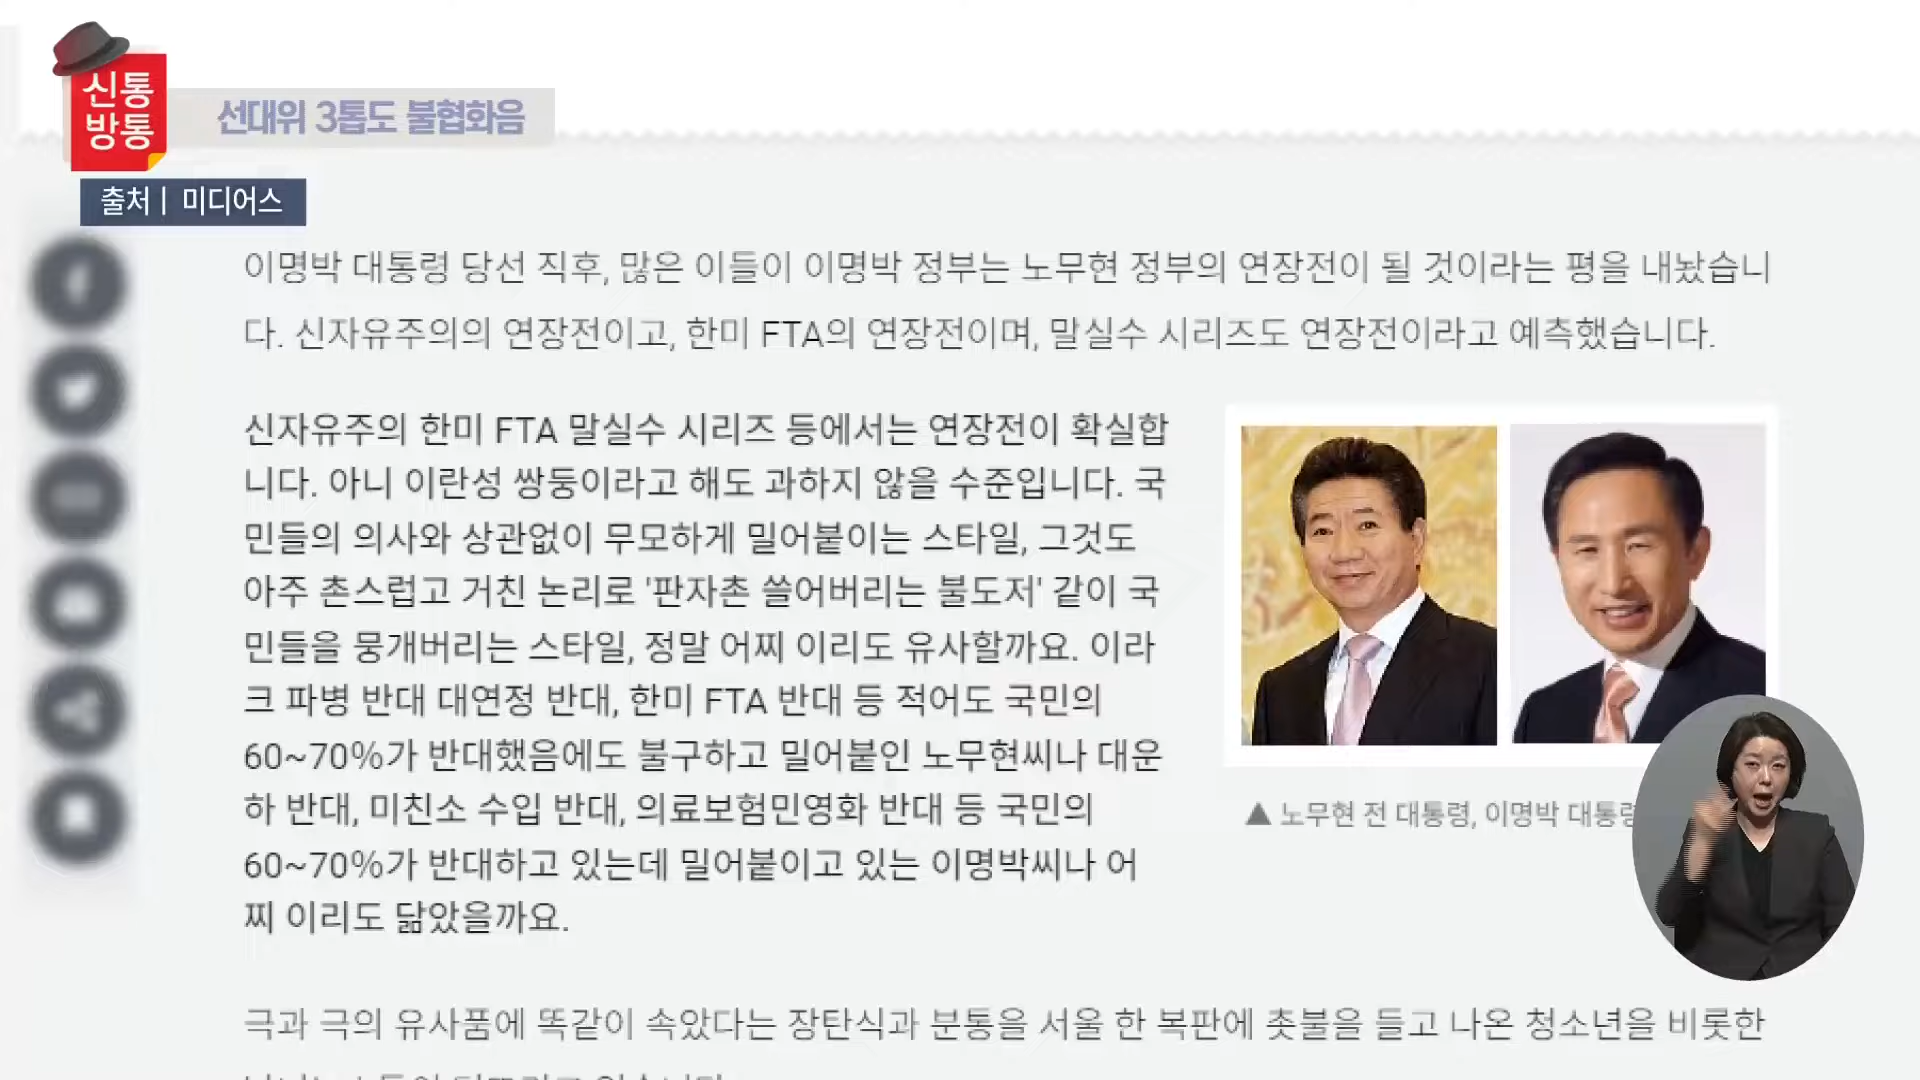 신통
방통
선대위 3톱도 불협화음
출처 | 미디어스
이명박 대통령 당선 직후, 많은 이들이 이명박 정부는 노무현 정부의 연장전이 될 것이라는 평을 내놨습니
다. 신자유주의의 연장전이고, 한미 FTA의 연장전이며, 말실수 시리즈도 연장전이라고 예측했습니다.
신자유주의 한미 FTA 말실수 시리즈 등에서는 연장전이 확실합
니다. 아니 이란성 쌍둥이라고 해도 과하지 않을 수준입니다. 국
민들의 의사와 상관없이 무모하게 밀어붙이는 스타일, 그것도
아주 촌스럽고 거친 논리로 '판자촌 쓸어버리는 불도저' 같이 국
민들을 뭉개버리는 스타일, 정말 어찌 이리도 유사할까요. 이라
크 파병 반대 대연정 반대, 한미 FTA 반대 등 적어도 국민의
60~70%가 반대했음에도 불구하고 밀어붙인 노무현씨나 대운
하 반대, 미친소 수입 반대, 의료보험민영화 반대 등 국민의
60~70%가 반대하고 있는데 밀어붙이고 있는 이명박씨나 어
찌 이리도 닮았을까요.
▲ 노무현 전 대통령, 이명박 대통령
극과 극의 유사품에 똑같이 속았다는 장탄식과 분통을 서울 한 복판에 촛불을 들고 나온 청소년을 비롯한